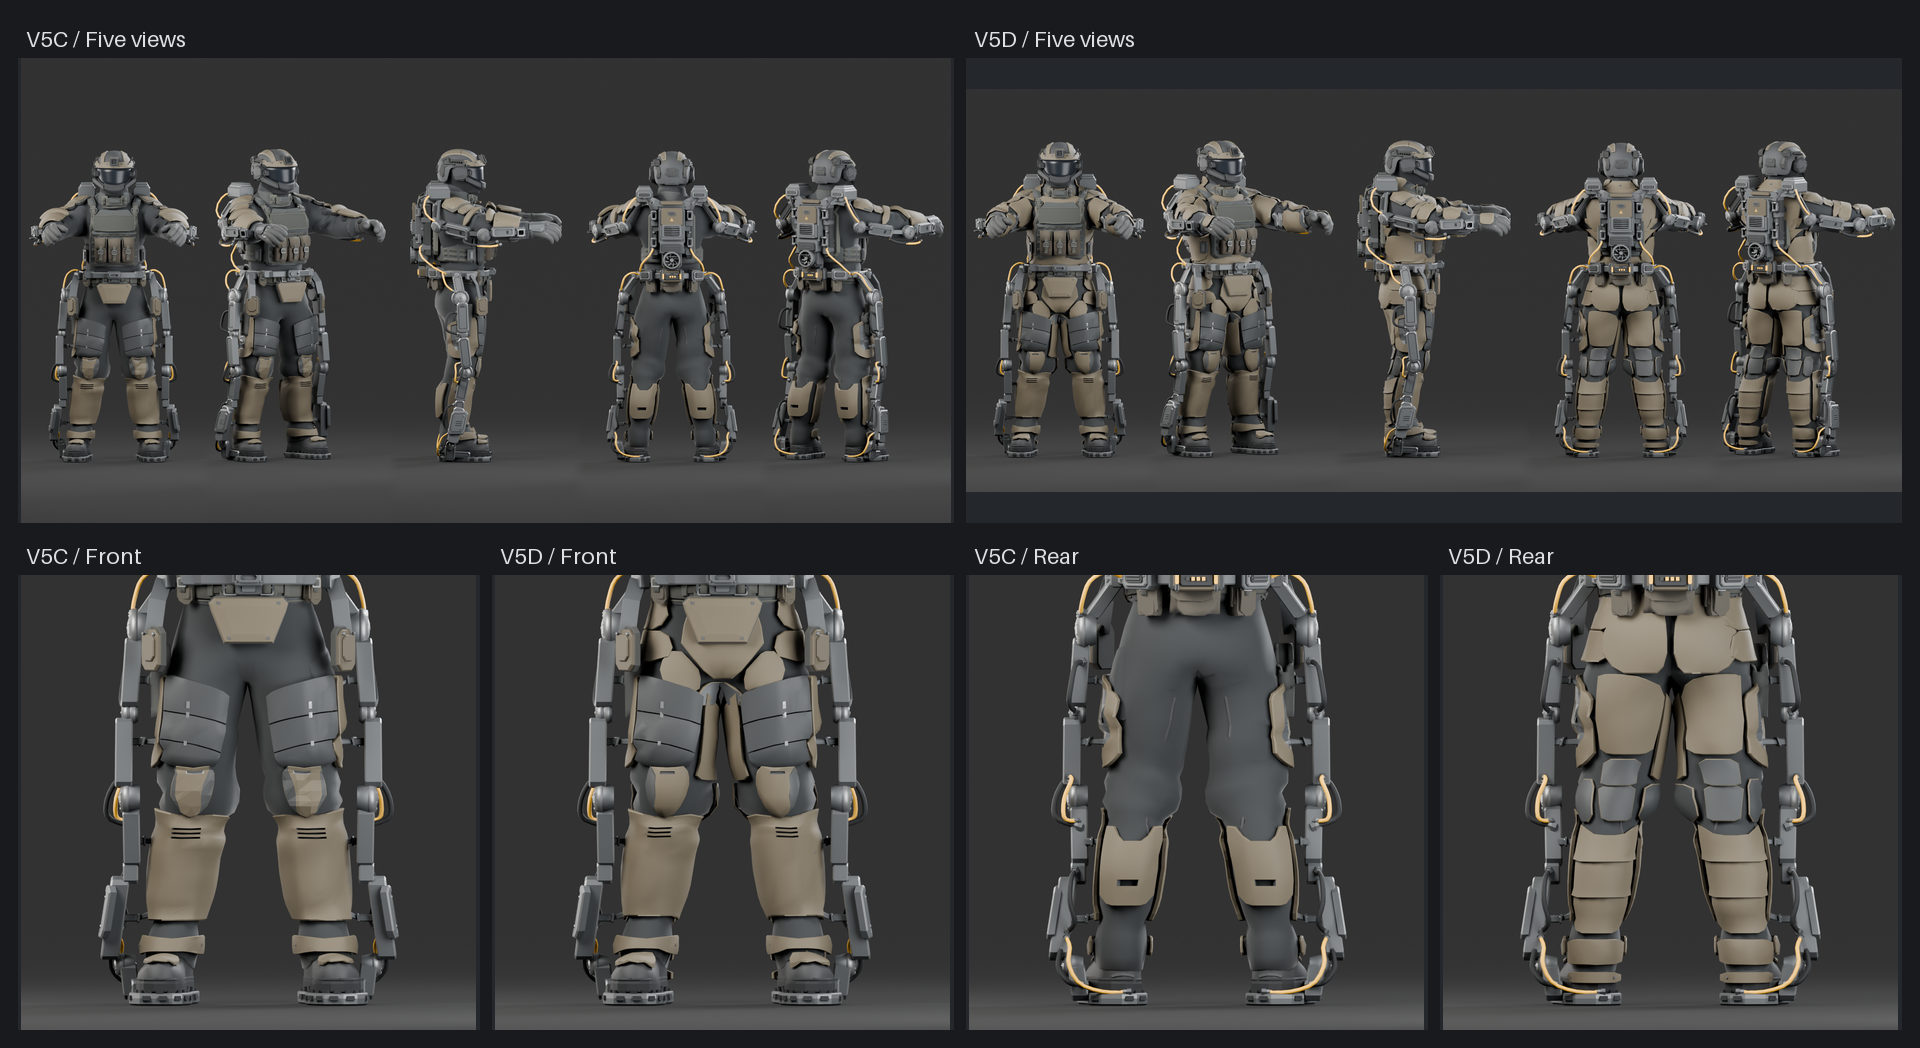 V5C / Five views
V5D / Five views
V5C / Front
V5D / Front
V5C / Rear
V5D / Rear